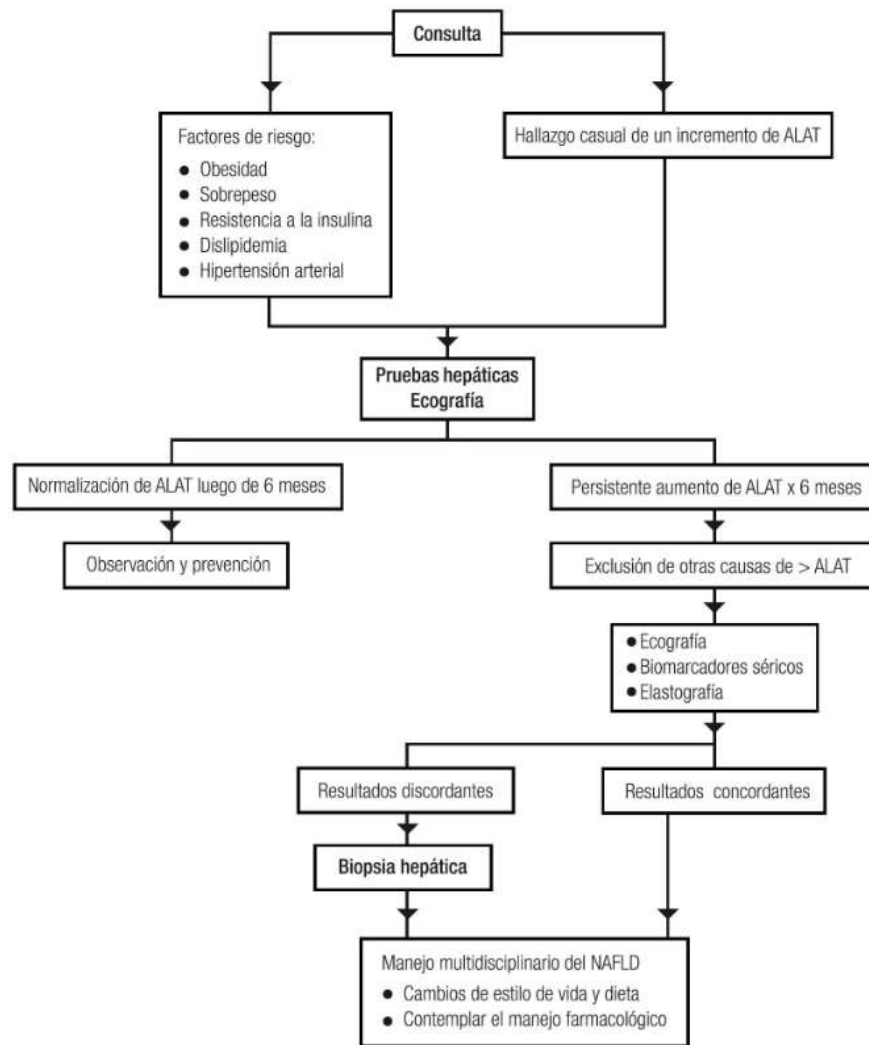 Consulta
Factores de riesgo:
● Obesidad
● Sobrepeso
● Resistencia a la insulina
● Dislipidemia
● Hipertensión arterial
Hallazgo casual de un incremento de ALAT
Pruebas hepáticas
Ecografía
Normalización de ALAT luego de 6 meses
Observación y prevención
Persistente aumento de ALAT x 6 meses
Exclusión de otras causas de > ALAT
● Ecografía
● Biomarcadores séricos
● Elastografía
Resultados discordantes
Biopsia hepática
Resultados concordantes
Manejo multidisciplinario del NAFLD
● Cambios de estilo de vida y dieta
● Contemplar el manejo farmacológico